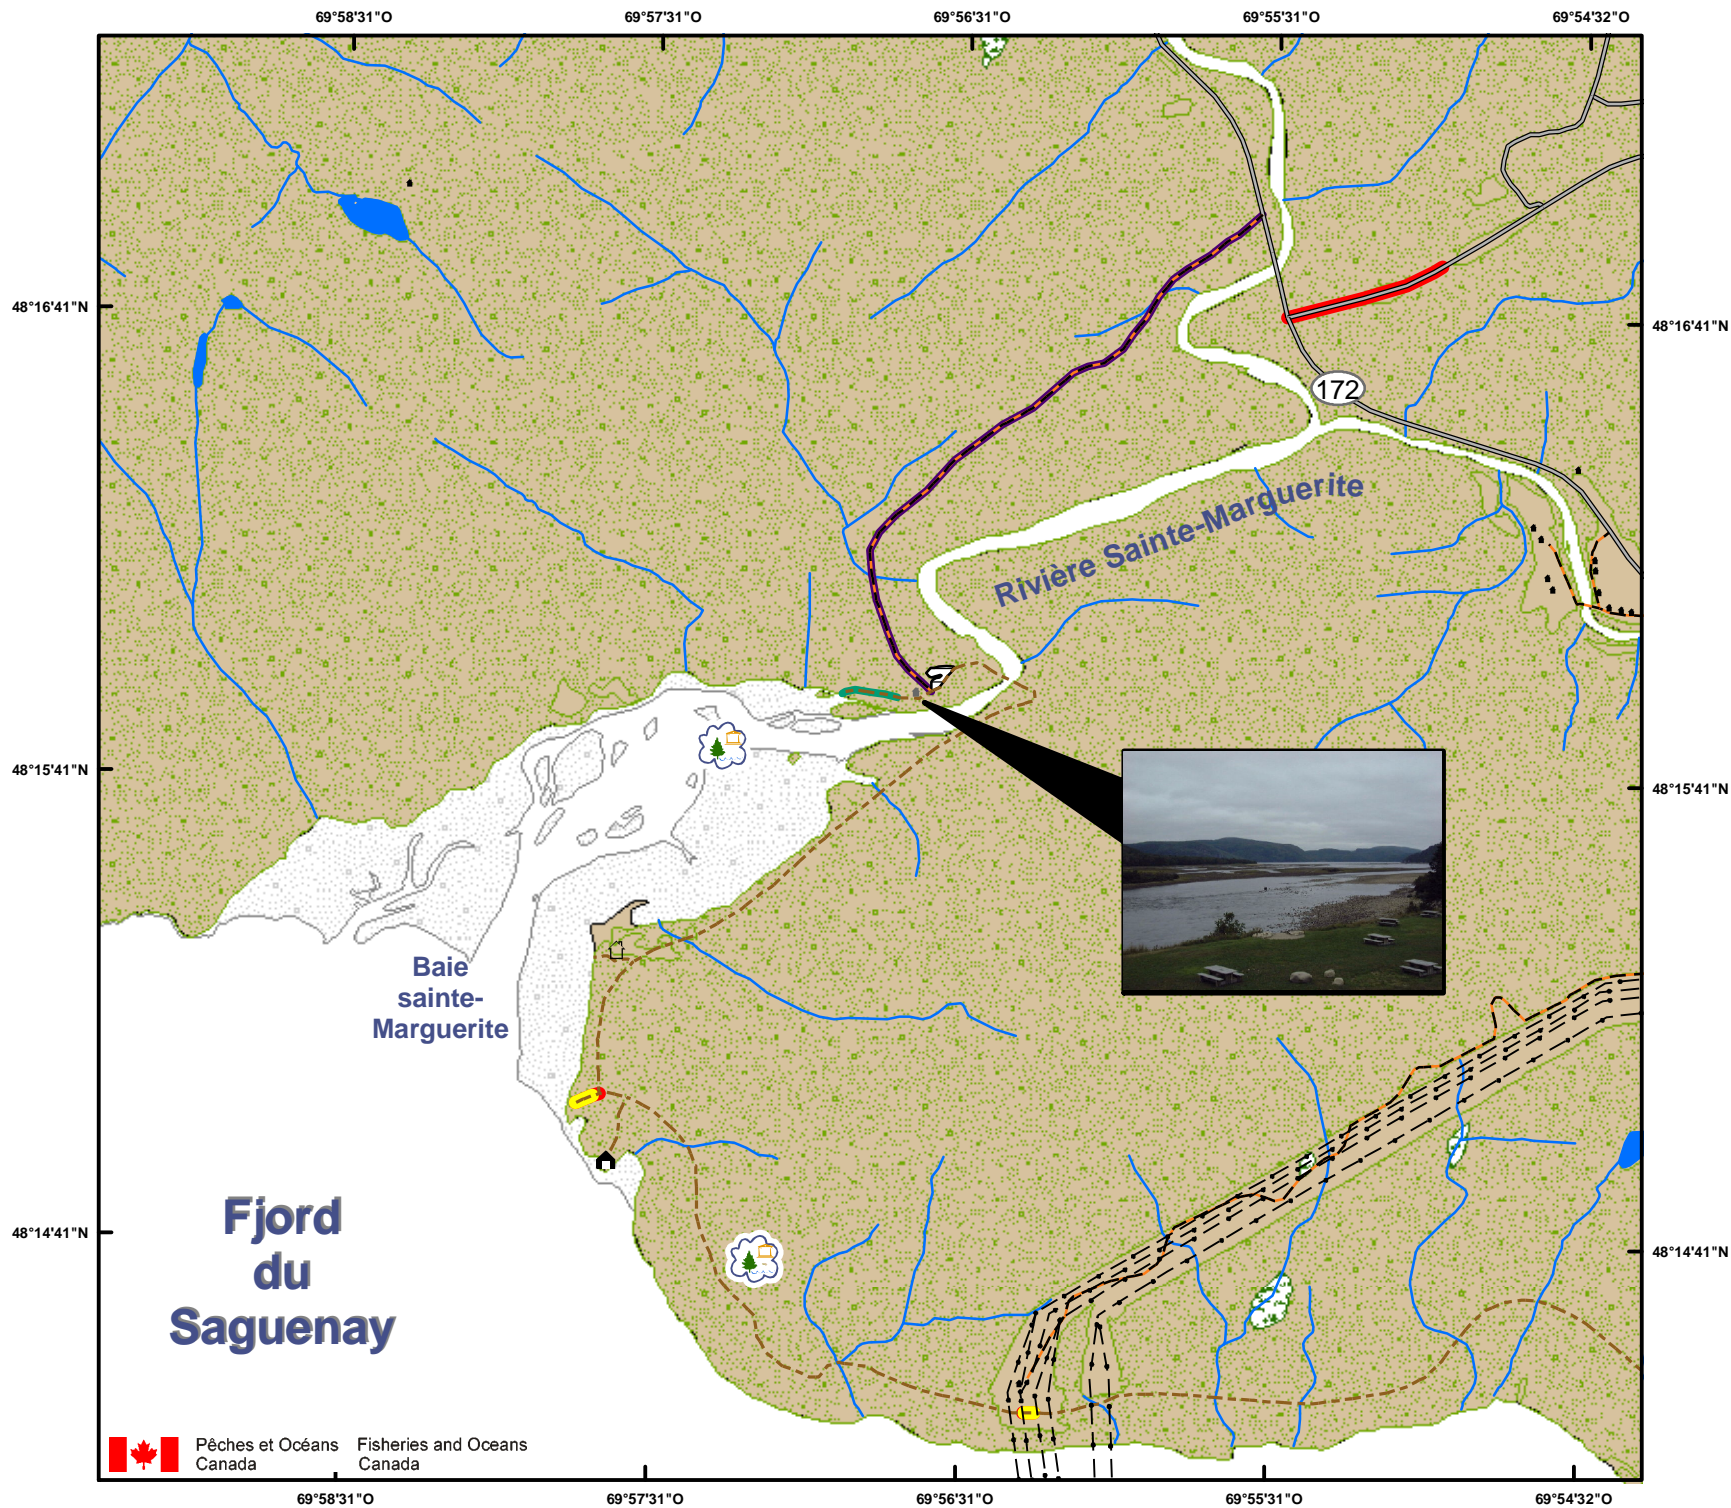 69°58'31"O
69°57'31"O
69°56'31"O
69°55'31"O
69°54'32"O
48°16'41"N
48°16'41"N
172
Rivière Sainte-Marguerite
48°15'41"N
48°15'41"N
Baie
sainte-
Marguerite
48°14'41"N
48°14'41"N
Fjord
du
Saguenay
Pêches et Océans
Canada
Fisheries and Oceans
Canada
69°58'31"O
69°57'31"O
69°56'31"O
69°55'31"O
69°54'32"O